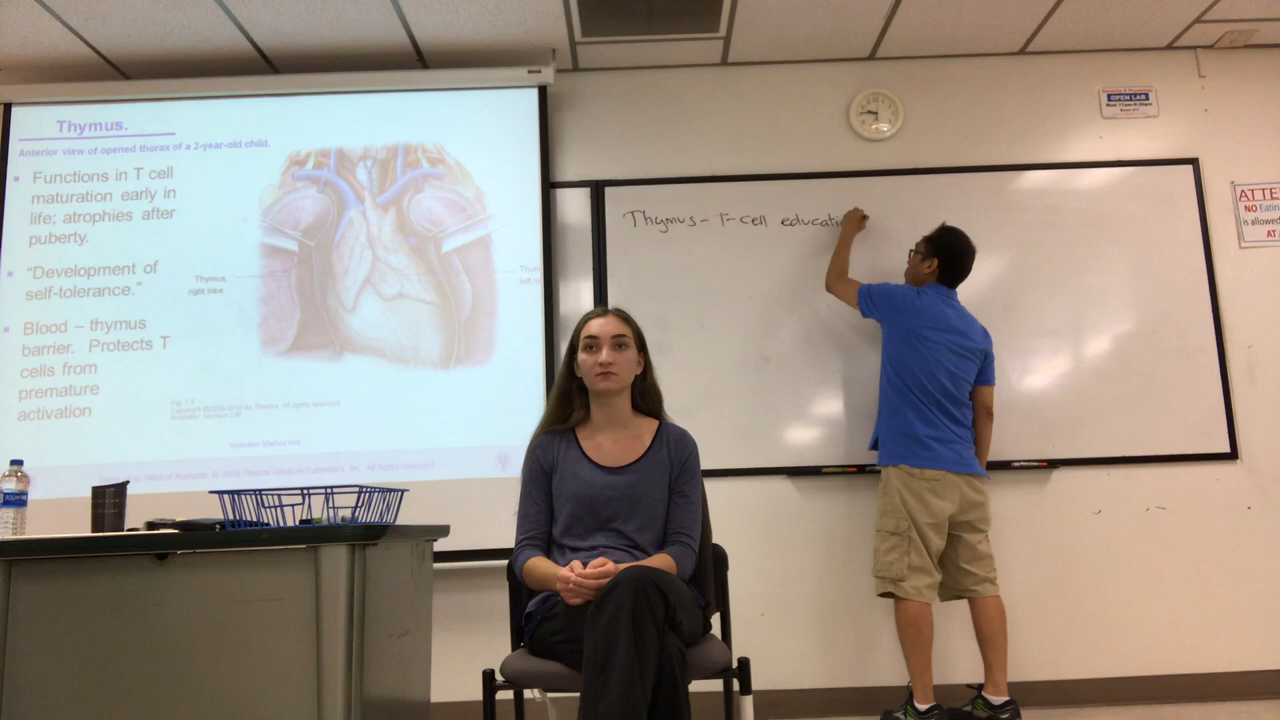 Thymus.
Anterior view of opened thorax of a 2-year-old child.
Functions in T cell
maturation early in
life; atrophies after
puberty.
"Development of
self-tolerance."
Blood – thymus
barrier. Protects T
cells from
premature
activation
Thymus,
right lobe
Thymus - T-cell educati
OPEN LAB
ATTE
NO Eatin
is allowed
AT